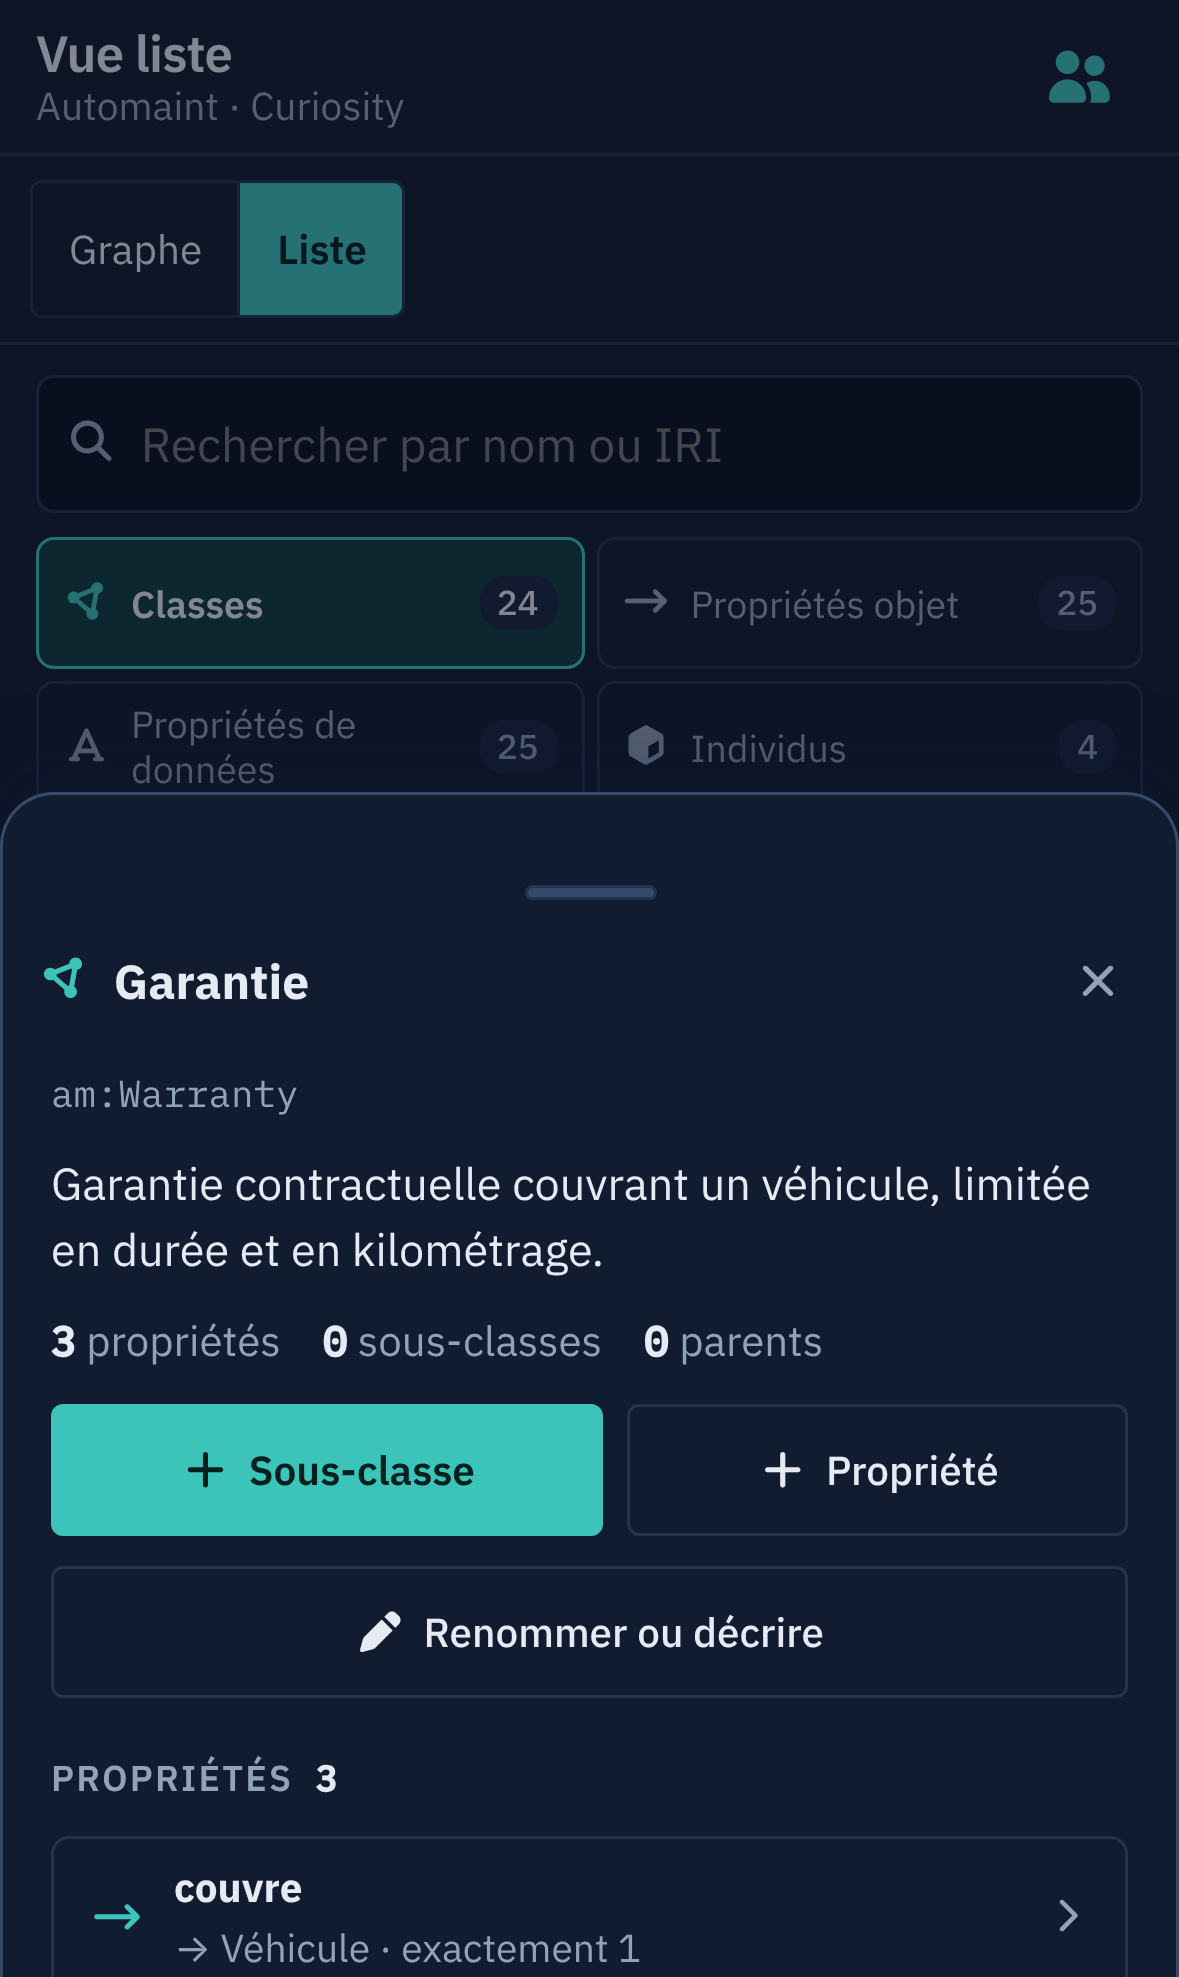 Vue liste
Automaint · Curiosity
Graphe
Liste
Rechercher par nom ou IRI
Classes
24
Propriétés objet
25
Propriétés de
données
25
Individus
4
Garantie
am:Warranty
Garantie contractuelle couvrant un véhicule, limitée
en durée et en kilométrage.
3 propriétés 0 sous-classes 0 parents
+ Sous-classe
+ Propriété
Renommer ou décrire
PROPRIÉTÉS 3
couvre
→ Véhicule · exactement 1